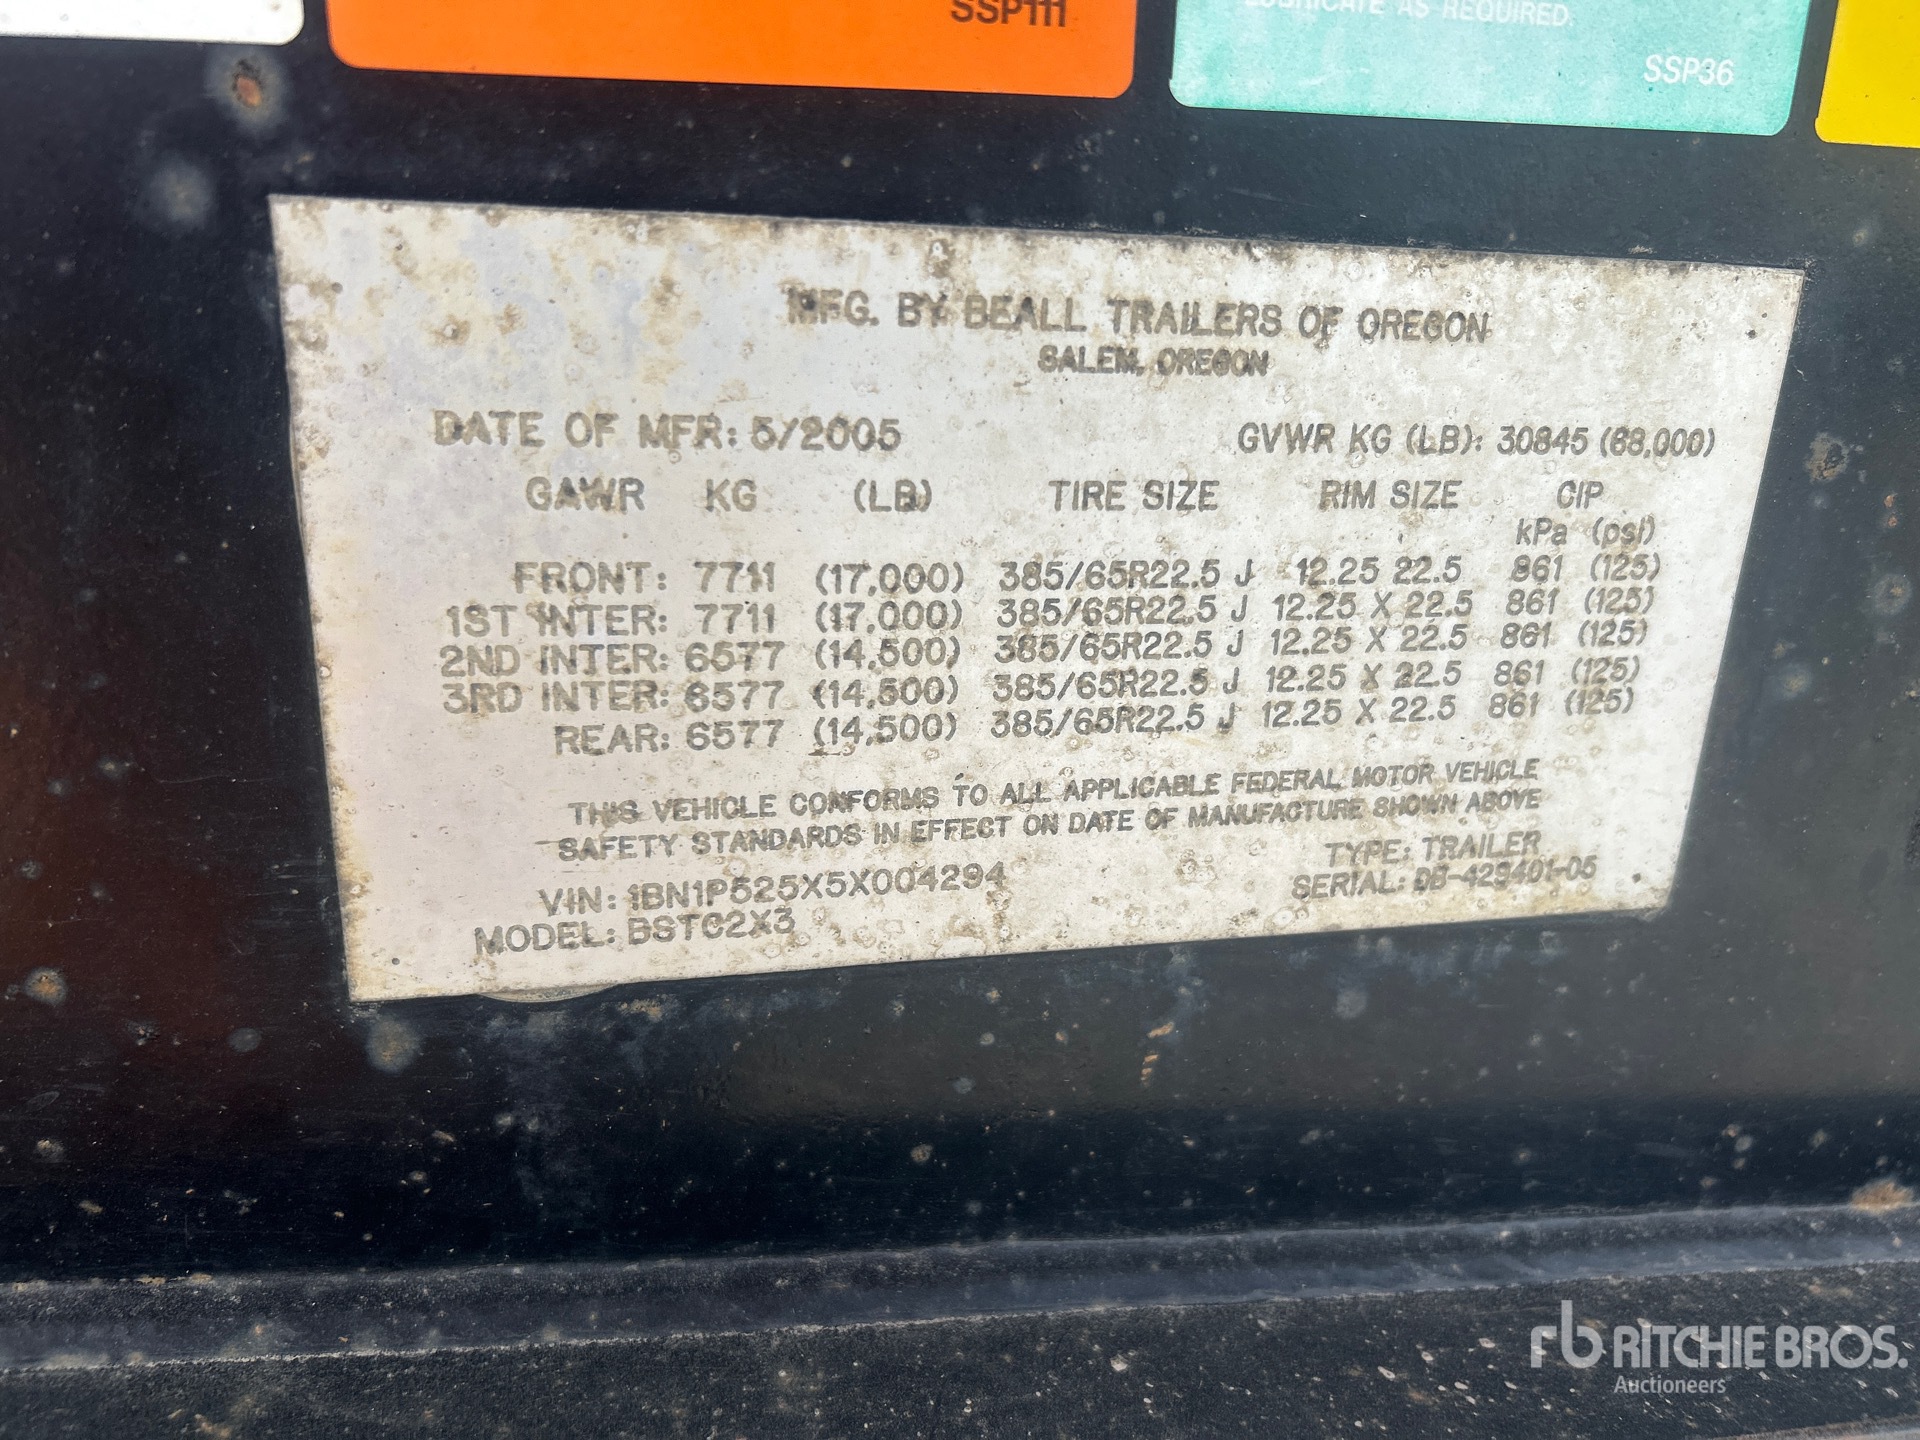 SSP111
LUBRICATE AS REQUIRED.
SSP36
MFG. BY BEALL TRAILERS OF OREGON
SALEM, OREGON
DATE OF MFR: 5/2005 GVWR KG (LB): 30845 (68,000)
GAWR KG (LB) TIRE SIZE RIM SIZE CIP
kPa (psi)
FRONT: 7711 (17,000) 385/65R22.5 J 12.25 22.5 861 (125)
1ST INTER: 7711 (17,000) 385/65R22.5 J 12.25 X 22.5 861 (125)
2ND INTER: 6577 (14,500) 385/65R22.5 J 12.25 X 22.5 861 (125)
3RD INTER: 6577 (14,500) 385/65R22.5 J 12.25 X 22.5 861 (125)
REAR: 6577 (14,500) 385/65R22.5 J 12.25 X 22.5 861 (125)
THIS VEHICLE CONFORMS TO ALL APPLICABLE FEDERAL MOTOR VEHICLE
SAFETY STANDARDS IN EFFECT ON DATE OF MANUFACTURE SHOWN ABOVE
VIN: 1BN1P525X5X004294 TYPE: TRAILER
MODEL: BSTC2X3 SERIAL: DB-429401-05
rb RITCHIE BROS.
Auctioneers